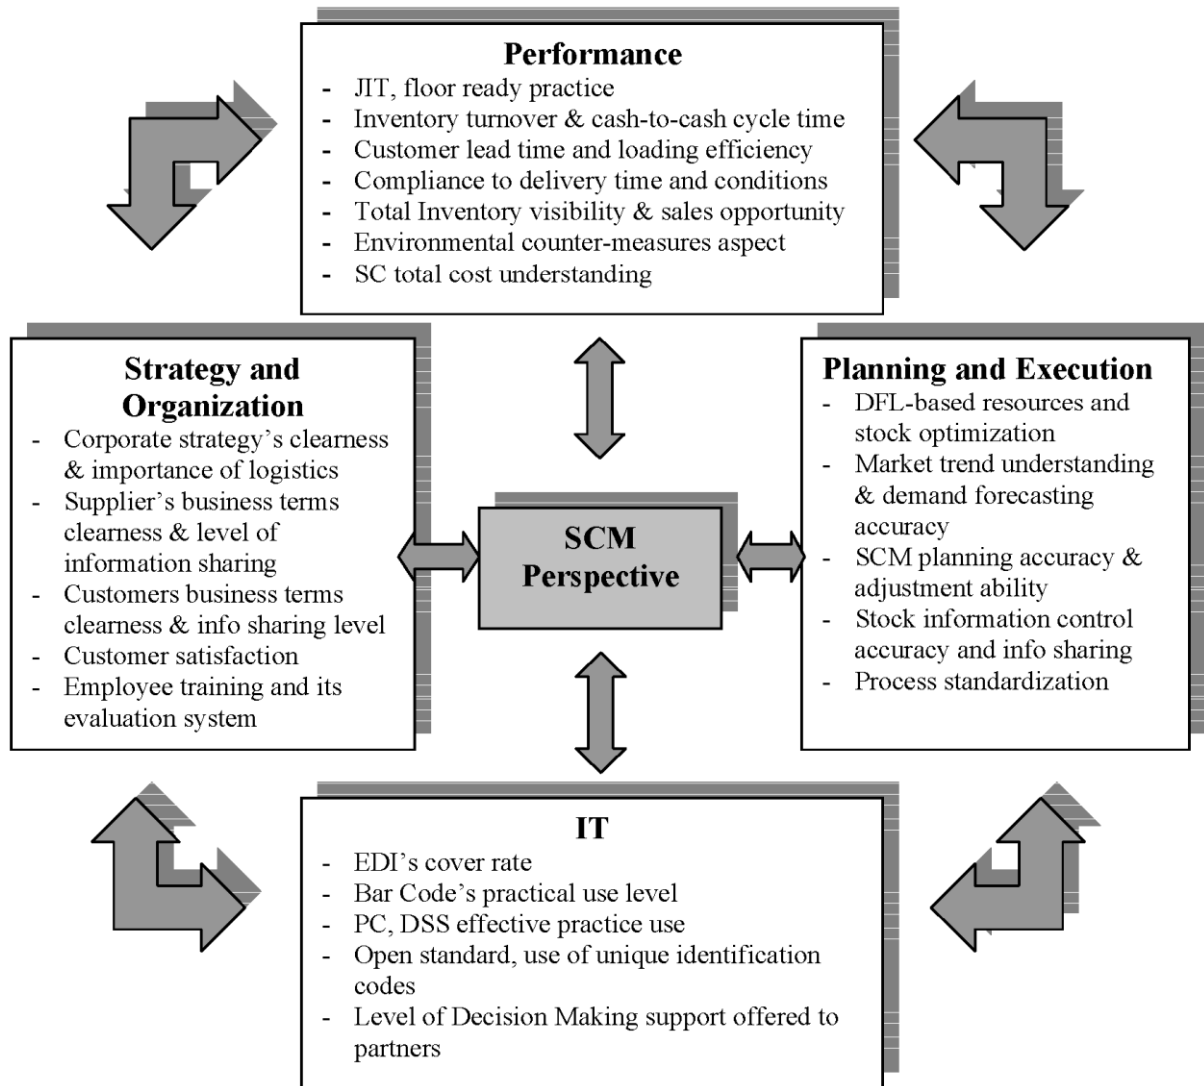 Performance
- JIT, floor ready practice
- Inventory turnover & cash-to-cash cycle time
- Customer lead time and loading efficiency
- Compliance to delivery time and conditions
- Total Inventory visibility & sales opportunity
- Environmental counter-measures aspect
- SC total cost understanding
Strategy and
Organization
- Corporate strategy's clearness
& importance of logistics
- Supplier's business terms
clearness & level of
information sharing
- Customers business terms
clearness & info sharing level
- Customer satisfaction
- Employee training and its
evaluation system
SCM
Perspective
Planning and Execution
- DFL-based resources and
stock optimization
- Market trend understanding
& demand forecasting
accuracy
- SCM planning accuracy &
adjustment ability
- Stock information control
accuracy and info sharing
- Process standardization
IT
- EDI's cover rate
- Bar Code's practical use level
- PC, DSS effective practice use
- Open standard, use of unique identification
codes
- Level of Decision Making support offered to
partners